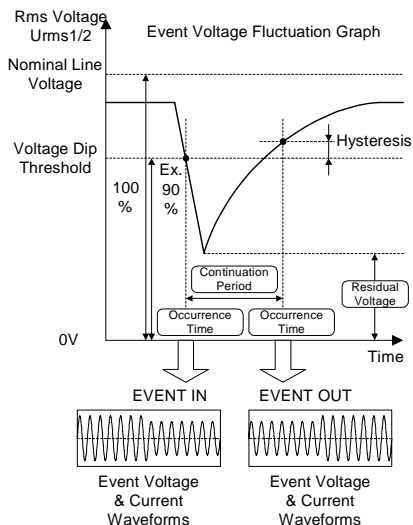 Rms Voltage
Urms1/2
Event Voltage Fluctuation Graph
Nominal Line
Voltage
Voltage Dip
Threshold
100
%
Ex.
90
%
Hysteresis
Continuation
Period
Residual
Voltage
Occurrence
Time
Occurrence
Time
0V
Time
EVENT IN
EVENT OUT
Event Voltage
& Current
Waveforms
Event Voltage
& Current
Waveforms